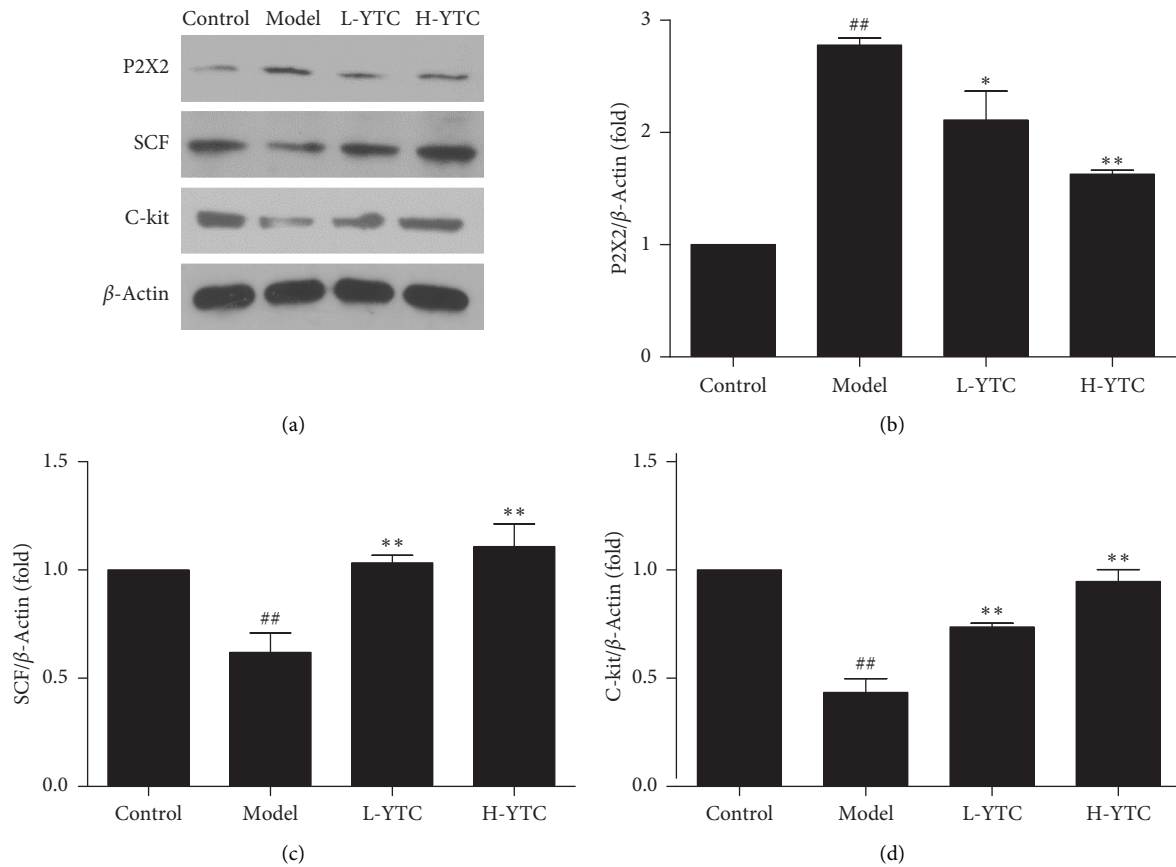 Control Model L-YTC H-YTC
P2X2
SCF
C-kit
β-Actin
(a)
P2X2/β-Actin (fold)
3
2
1
0
##
*
**
Control Model L-YTC H-YTC
(b)
SCF/β-Actin (fold)
1.5
1.0
0.5
0.0
##
**
**
Control Model L-YTC H-YTC
(c)
C-kit/β-Actin (fold)
1.5
1.0
0.5
0.0
##
**
**
Control Model L-YTC H-YTC
(d)